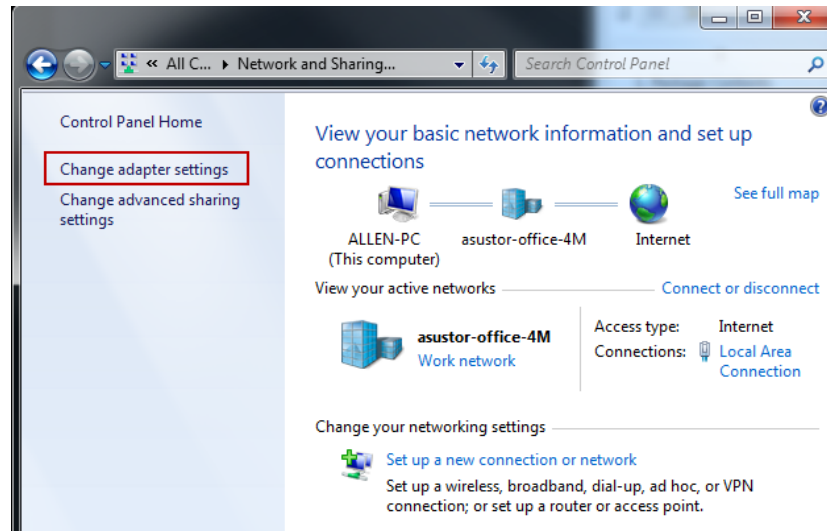 « All C... ▸ Network and Sharing...
Search Control Panel
Control Panel Home
Change adapter settings
Change advanced sharing
settings
View your basic network information and set up
connections
See full map
ALLEN-PC
(This computer)
asustor-office-4M
Internet
View your active networks
Connect or disconnect
asustor-office-4M
Work network
Access type: Internet
Connections: Local Area
Connection
Change your networking settings
Set up a new connection or network
Set up a wireless, broadband, dial-up, ad hoc, or VPN
connection; or set up a router or access point.